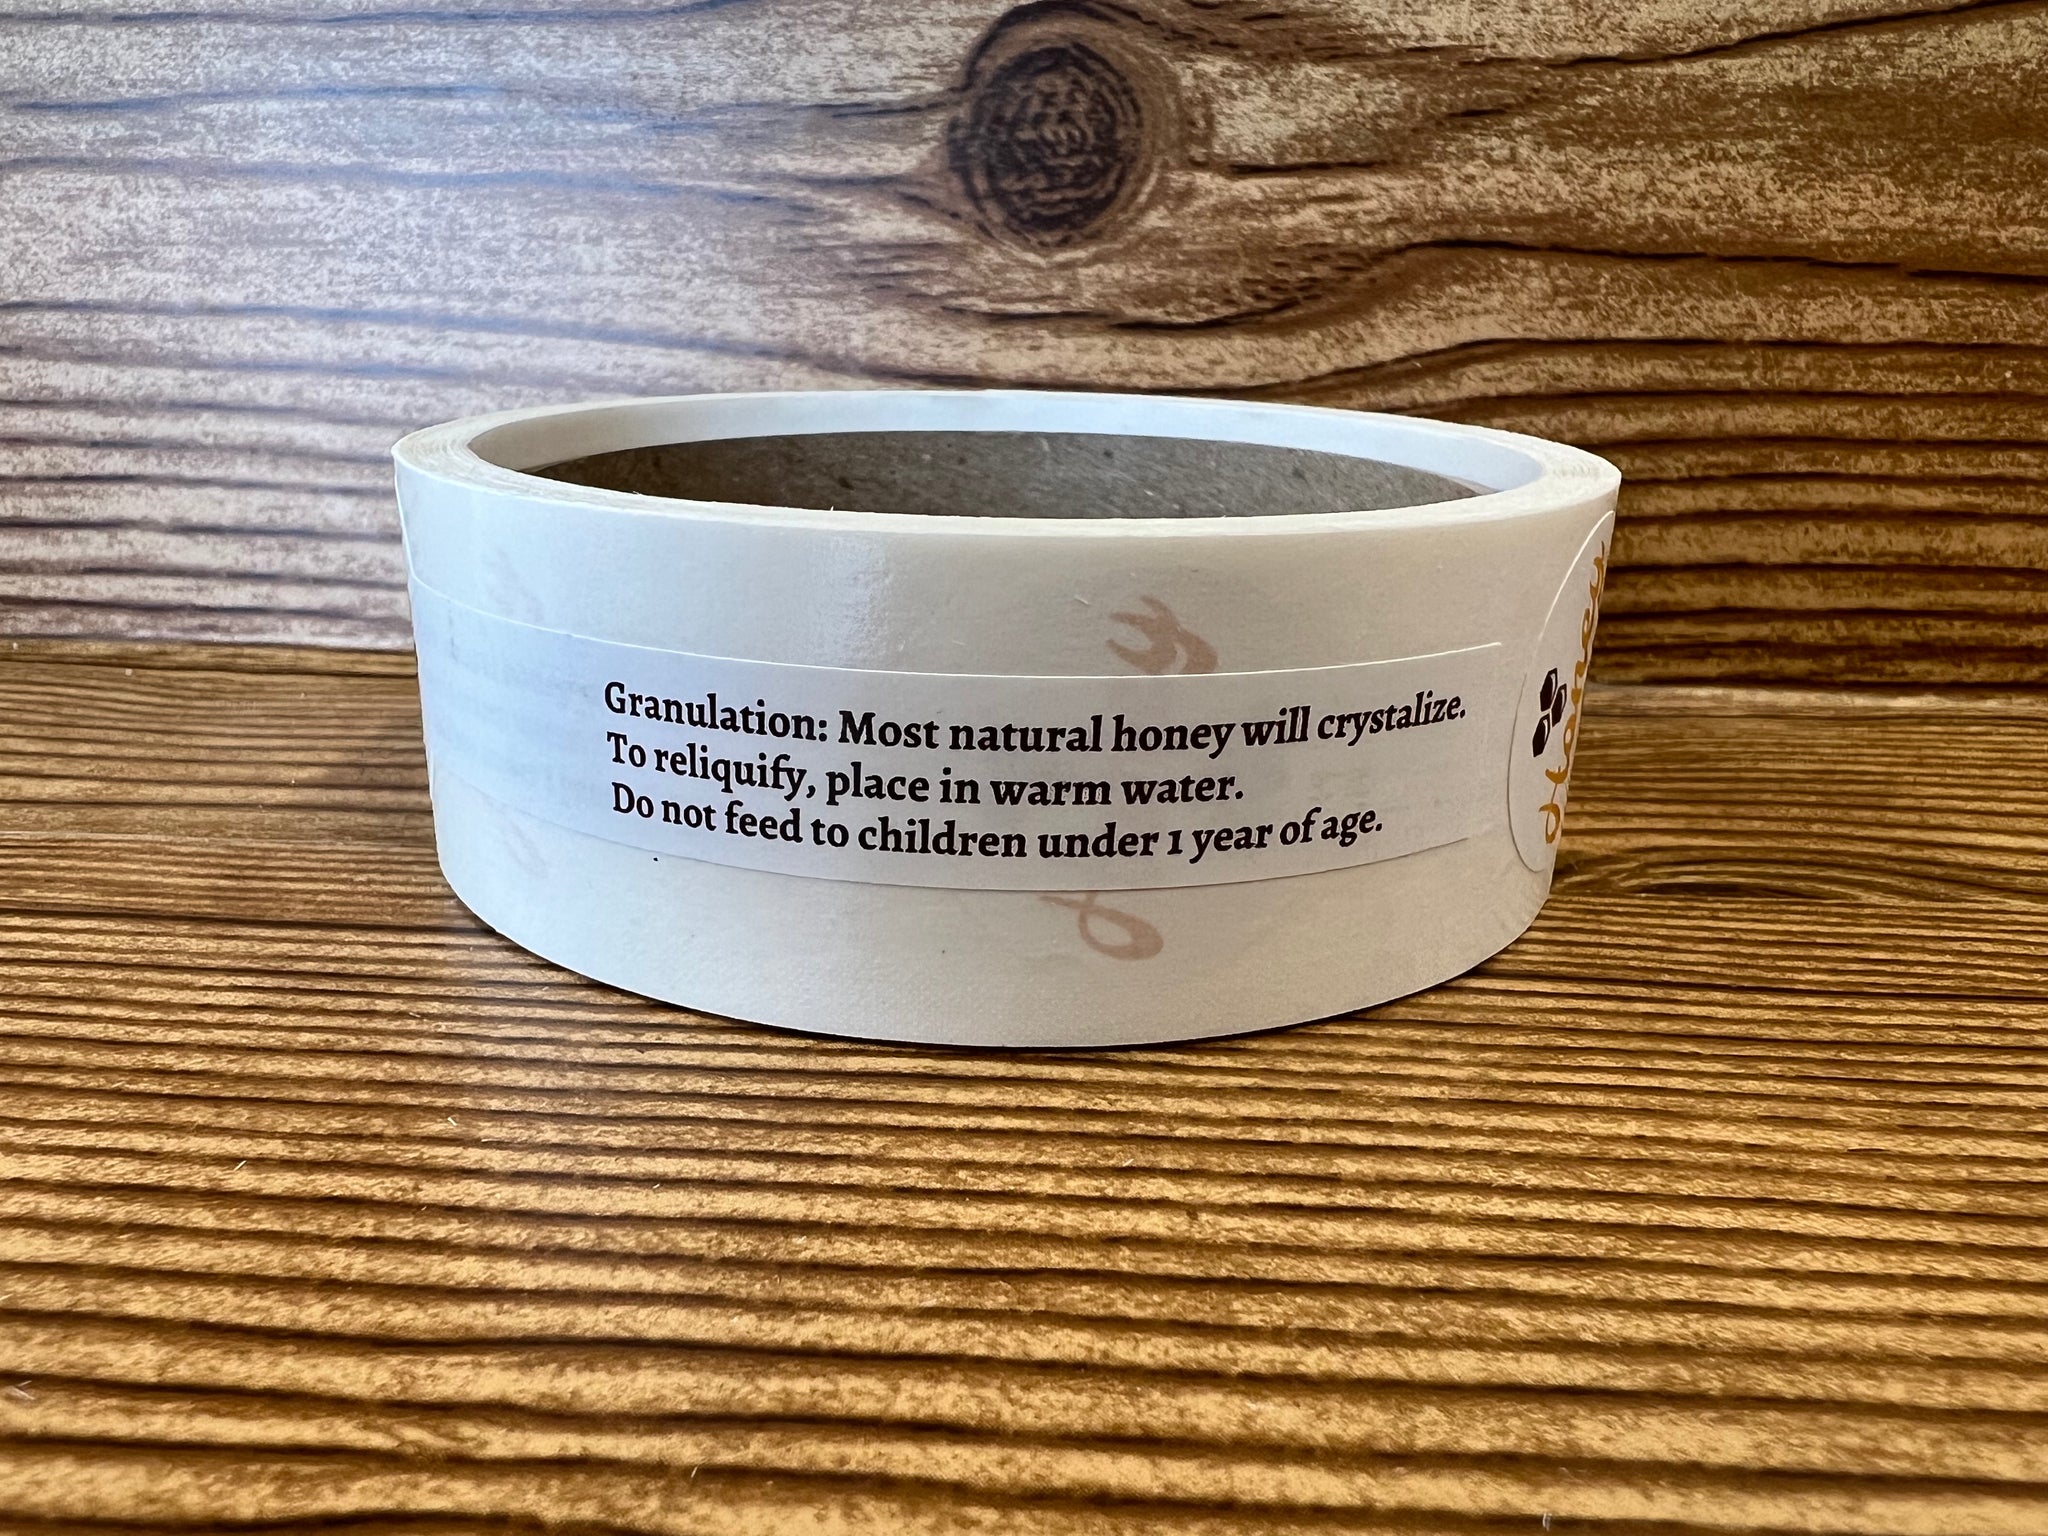 Granulation: Most natural honey will crystalize.
To reliquify, place in warm water.
Do not feed to children under 1 year of age.
Honey